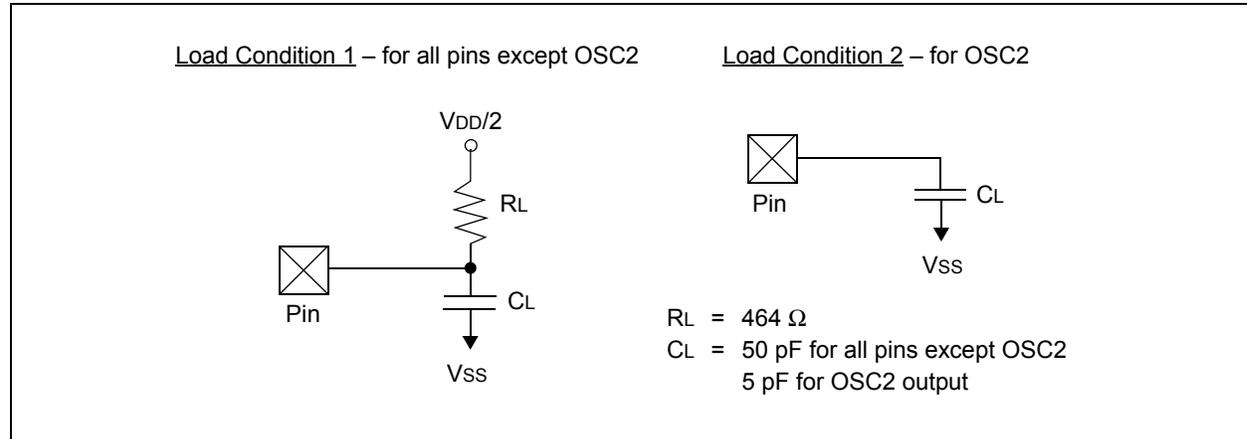 Load Condition 1 – for all pins except OSC2
VDD/2
RL
Pin
CL
VSS
Load Condition 2 – for OSC2
Pin
CL
VSS
RL = 464 Ω
CL = 50 pF for all pins except OSC2
5 pF for OSC2 output